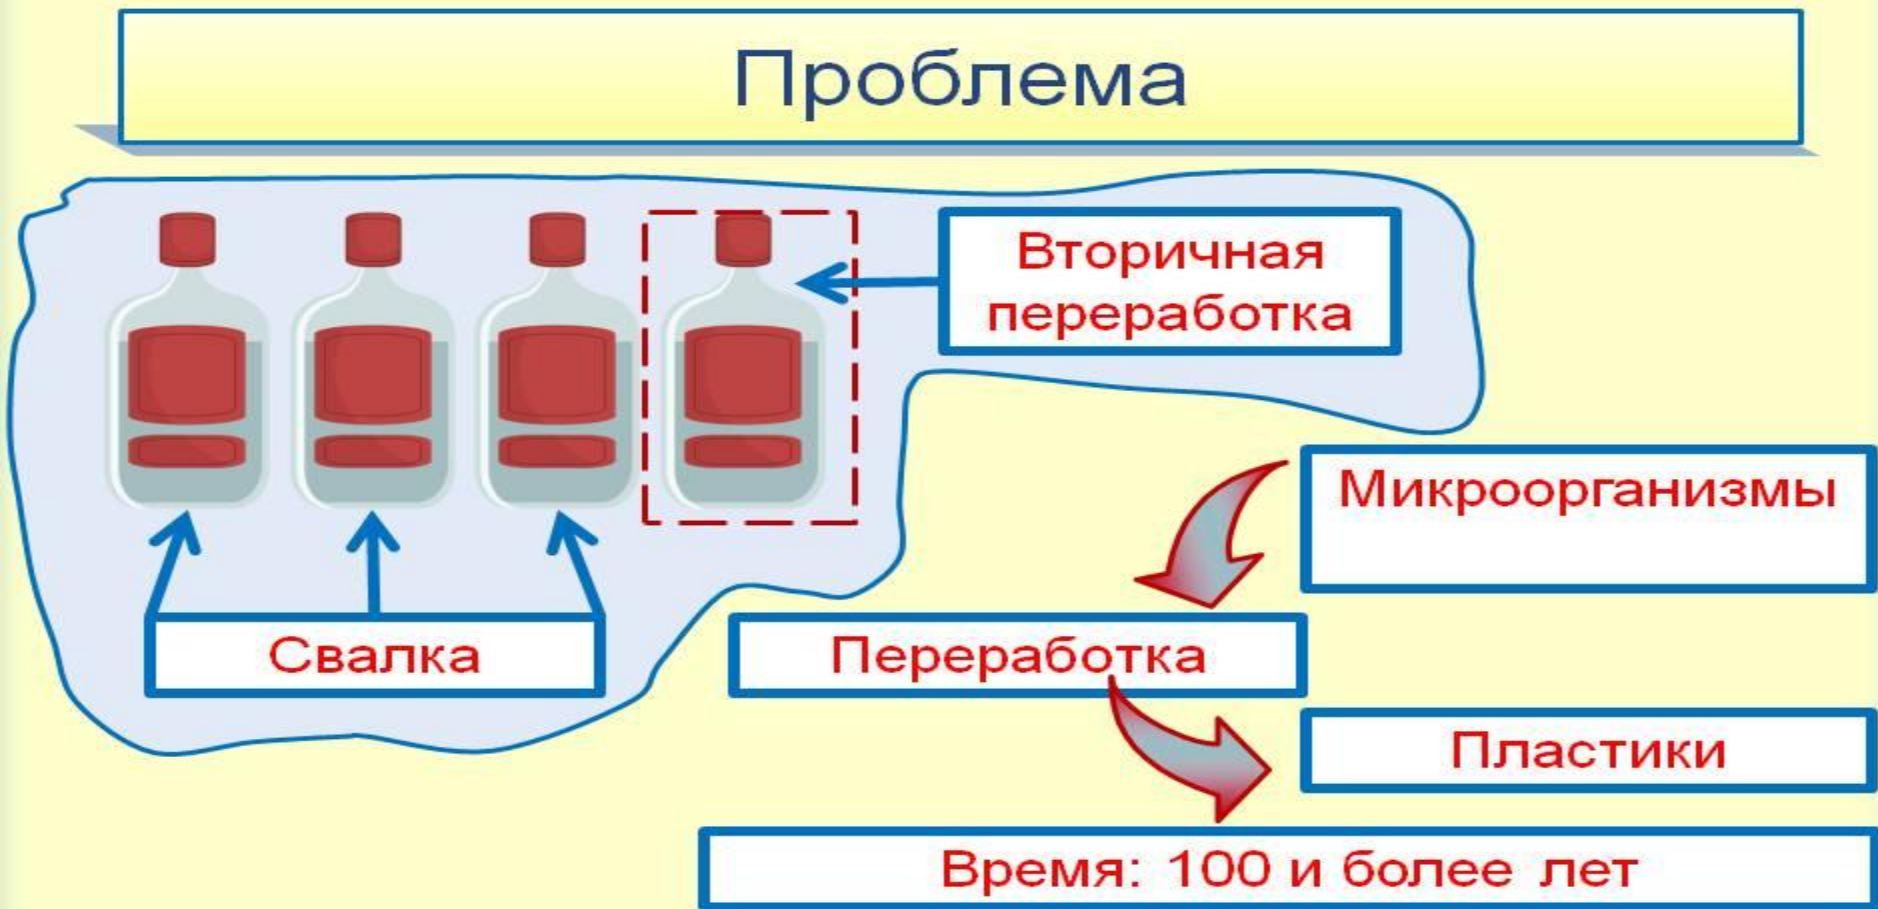 Проблема
Вторичная
переработка
Микроорганизмы
Свалка
Переработка
Пластики
Время: 100 и более лет